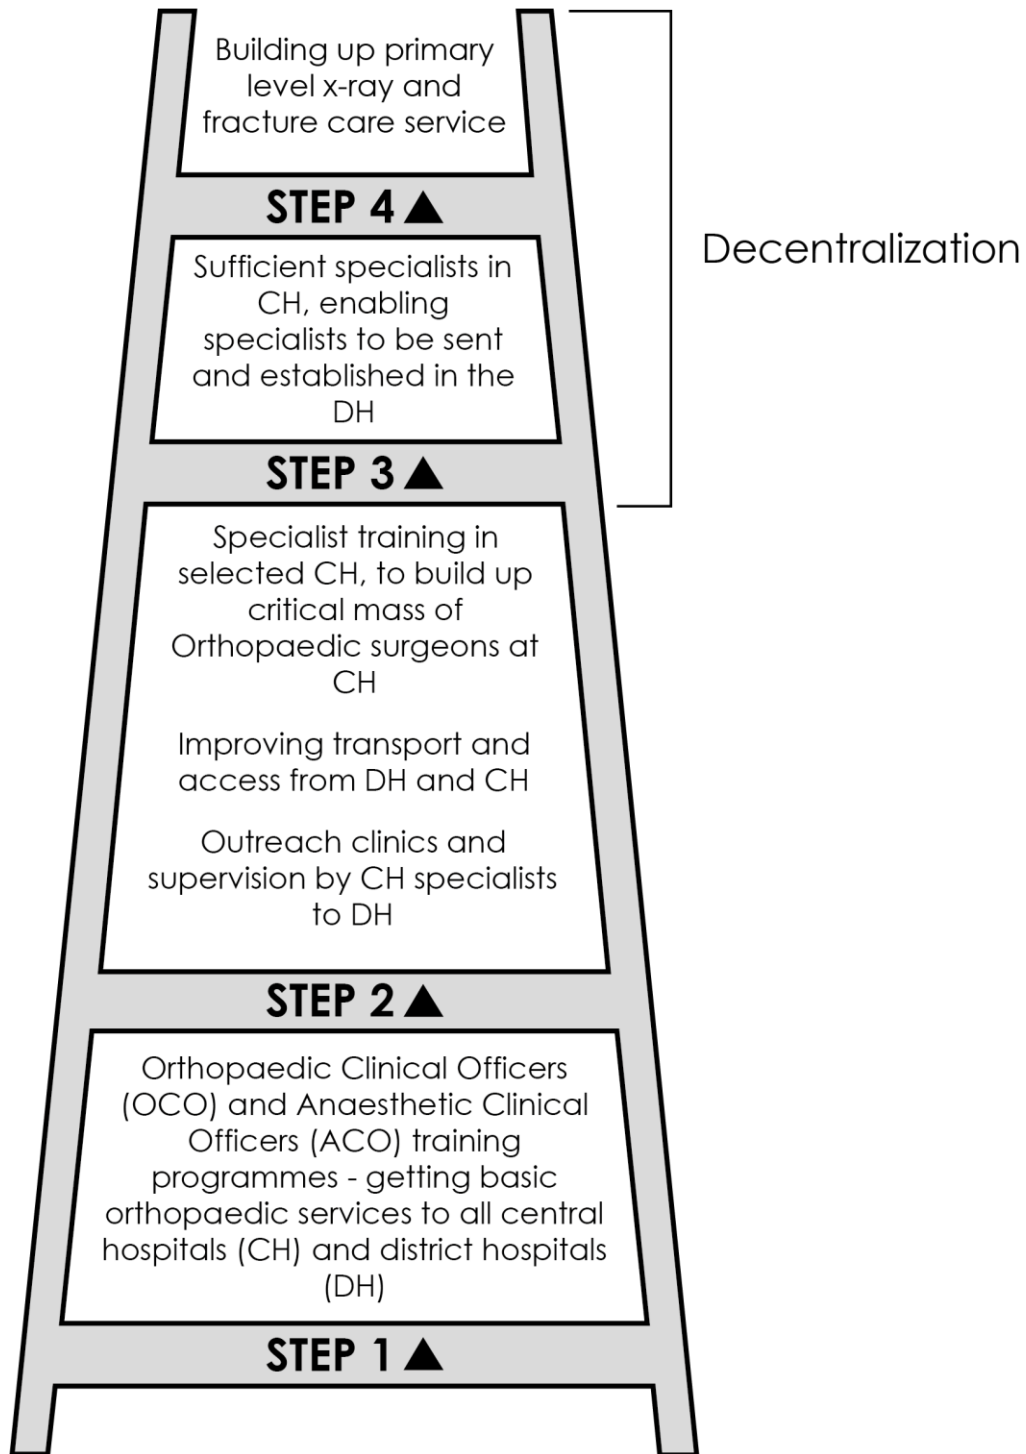 Building up primary
level x-ray and
fracture care service
STEP 4 ▲
Decentralization
Sufficient specialists in
CH, enabling
specialists to be sent
and established in the
DH
STEP 3 ▲
Specialist training in
selected CH, to build up
critical mass of
Orthopaedic surgeons at
CH
Improving transport and
access from DH and CH
Outreach clinics and
supervision by CH specialists
to DH
STEP 2 ▲
Orthopaedic Clinical Officers
(OCO) and Anaesthetic Clinical
Officers (ACO) training
programmes - getting basic
orthopaedic services to all central
hospitals (CH) and district hospitals
(DH)
STEP 1 ▲